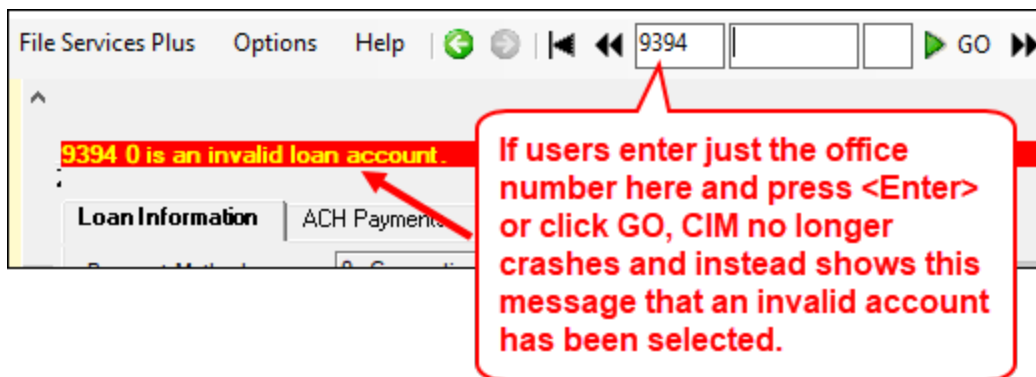 File Services Plus Options Help 9394 GO
9394 0 is an invalid loan account.
Loan Information ACH Payments
If users enter just the office
number here and press <Enter>
or click GO, CIM no longer
crashes and instead shows this
message that an invalid account
has been selected.